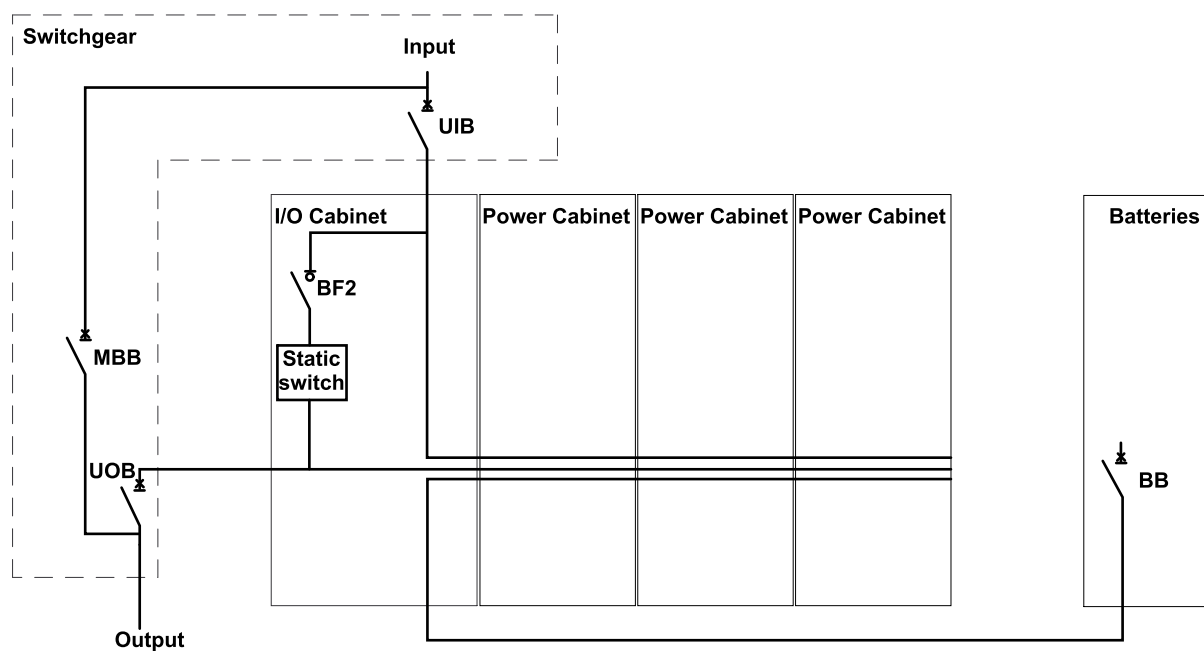 Switchgear
Input
UIB
I/O Cabinet
Power Cabinet
Power Cabinet
Power Cabinet
Batteries
BF2
MBB
Static
switch
UOB
BB
Output